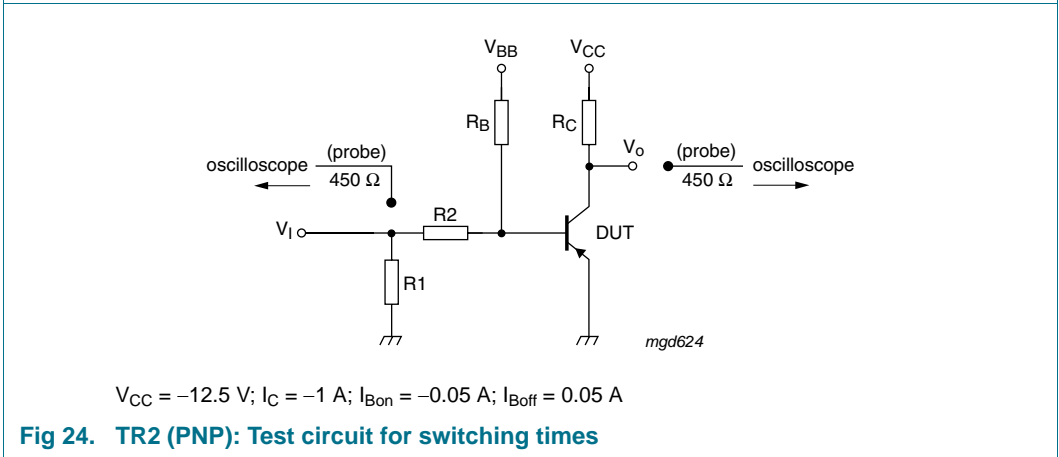 VBB
VCC
RB
RC
Vo
(probe)
oscilloscope
450 Ω
(probe)
oscilloscope
450 Ω
R2
VI
DUT
R1
mgd624
VCC = −12.5 V; IC = −1 A; IBon = −0.05 A; IBoff = 0.05 A
Fig 24. TR2 (PNP): Test circuit for switching times